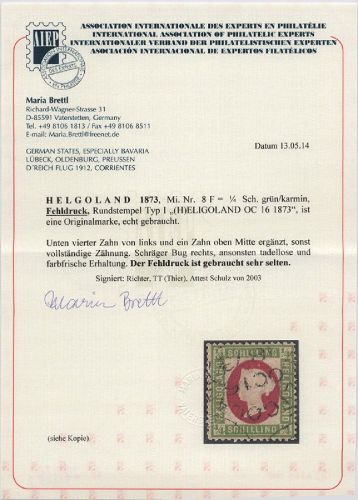 ASSOCIATION INTERNATIONALE DES EXPERTS EN PHILATÉLIE
INTERNATIONAL ASSOCIATION OF PHILATELIC EXPERTS
INTERNATIONALER VERBAND DER PHILATELISTISCHEN EXPERTEN
ASOCIACIÓN INTERNACIONAL DE EXPERTOS FILATÉLICOS
AIEP
Maria Brettl
Richard-Wagner-Strasse 31
D-85591 Vaterstetten, Germany
Tel. +49 8106 1813 / Fax +49 8106 8511
E-mail: Maria.Brettl@freenet.de
GERMAN STATES, ESPECIALLY BAVARIA
LÜBECK, OLDENBURG, PREUSSEN
D'REICH FLUG 1912, CORRIENTES
Datum 13.05.14
HELGOLAND 1873, Mi. Nr. 8 F = ¼ Sch. grün/karmin,
Fehldruck, Rundstempel Typ I „(H)ELIGOLAND OC 16 1873", ist
eine Originalmarke, echt gebraucht.
Unten vierter Zahn von links und ein Zahn oben Mitte ergänzt, sonst
vollständige Zähnung. Schräger Bug rechts, ansonsten tadellose und
farbfrische Erhaltung. Der Fehldruck ist gebraucht sehr selten.
Signiert: Richter, TT (Thier), Attest Schulz von 2003
Maria Brettl
SCHILLING
HELIGOLAND
SCHILLING
(siehe Kopie)